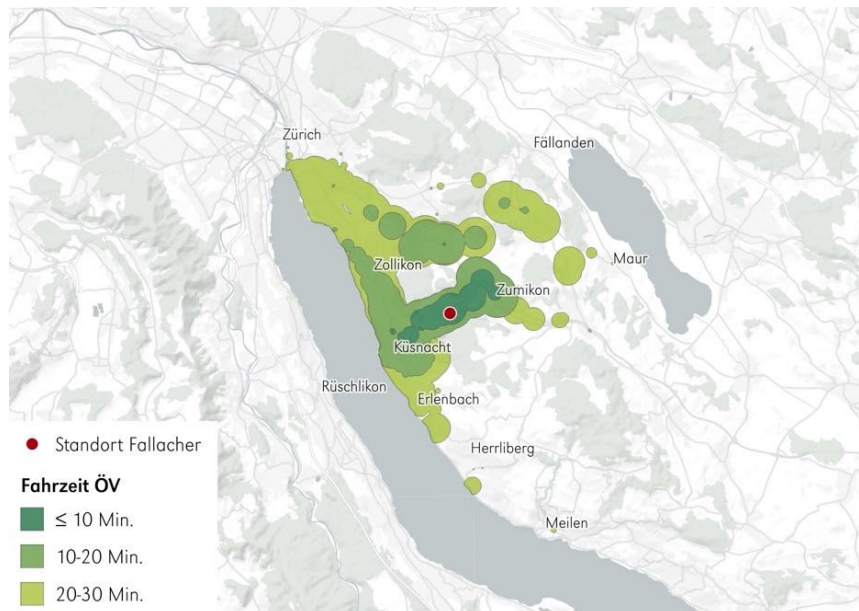 Zürich
Fällanden
Maur
Zollikon
Zumikon
Küsnacht
Rüschlikon
Erlenbach
Herrliberg
Meilen
Standort Fallacher
Fahrzeit ÖV
≤ 10 Min.
10-20 Min.
20-30 Min.